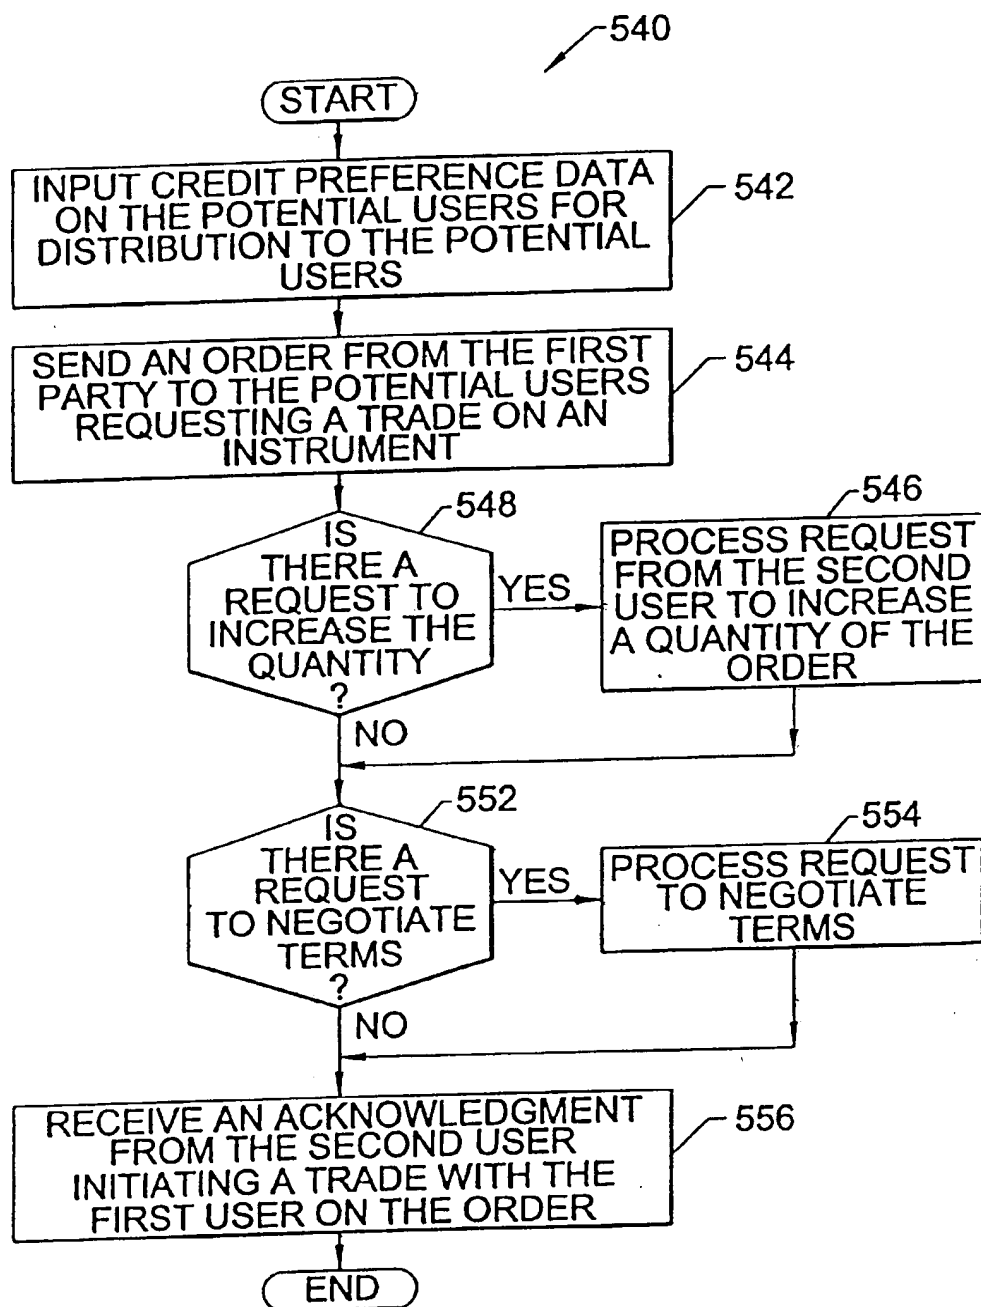 540
START
INPUT CREDIT PREFERENCE DATA
ON THE POTENTIAL USERS FOR
DISTRIBUTION TO THE POTENTIAL
USERS
542
SEND AN ORDER FROM THE FIRST
PARTY TO THE POTENTIAL USERS
REQUESTING A TRADE ON AN
INSTRUMENT
544
548
IS
THERE A
REQUEST TO
INCREASE THE
QUANTITY
?
YES
546
PROCESS REQUEST
FROM THE SECOND
USER TO INCREASE
A QUANTITY OF THE
ORDER
NO
552
IS
THERE A
REQUEST
TO NEGOTIATE
TERMS
?
YES
554
PROCESS REQUEST
TO NEGOTIATE
TERMS
NO
RECEIVE AN ACKNOWLEDGMENT
FROM THE SECOND USER
INITIATING A TRADE WITH THE
FIRST USER ON THE ORDER
556
END